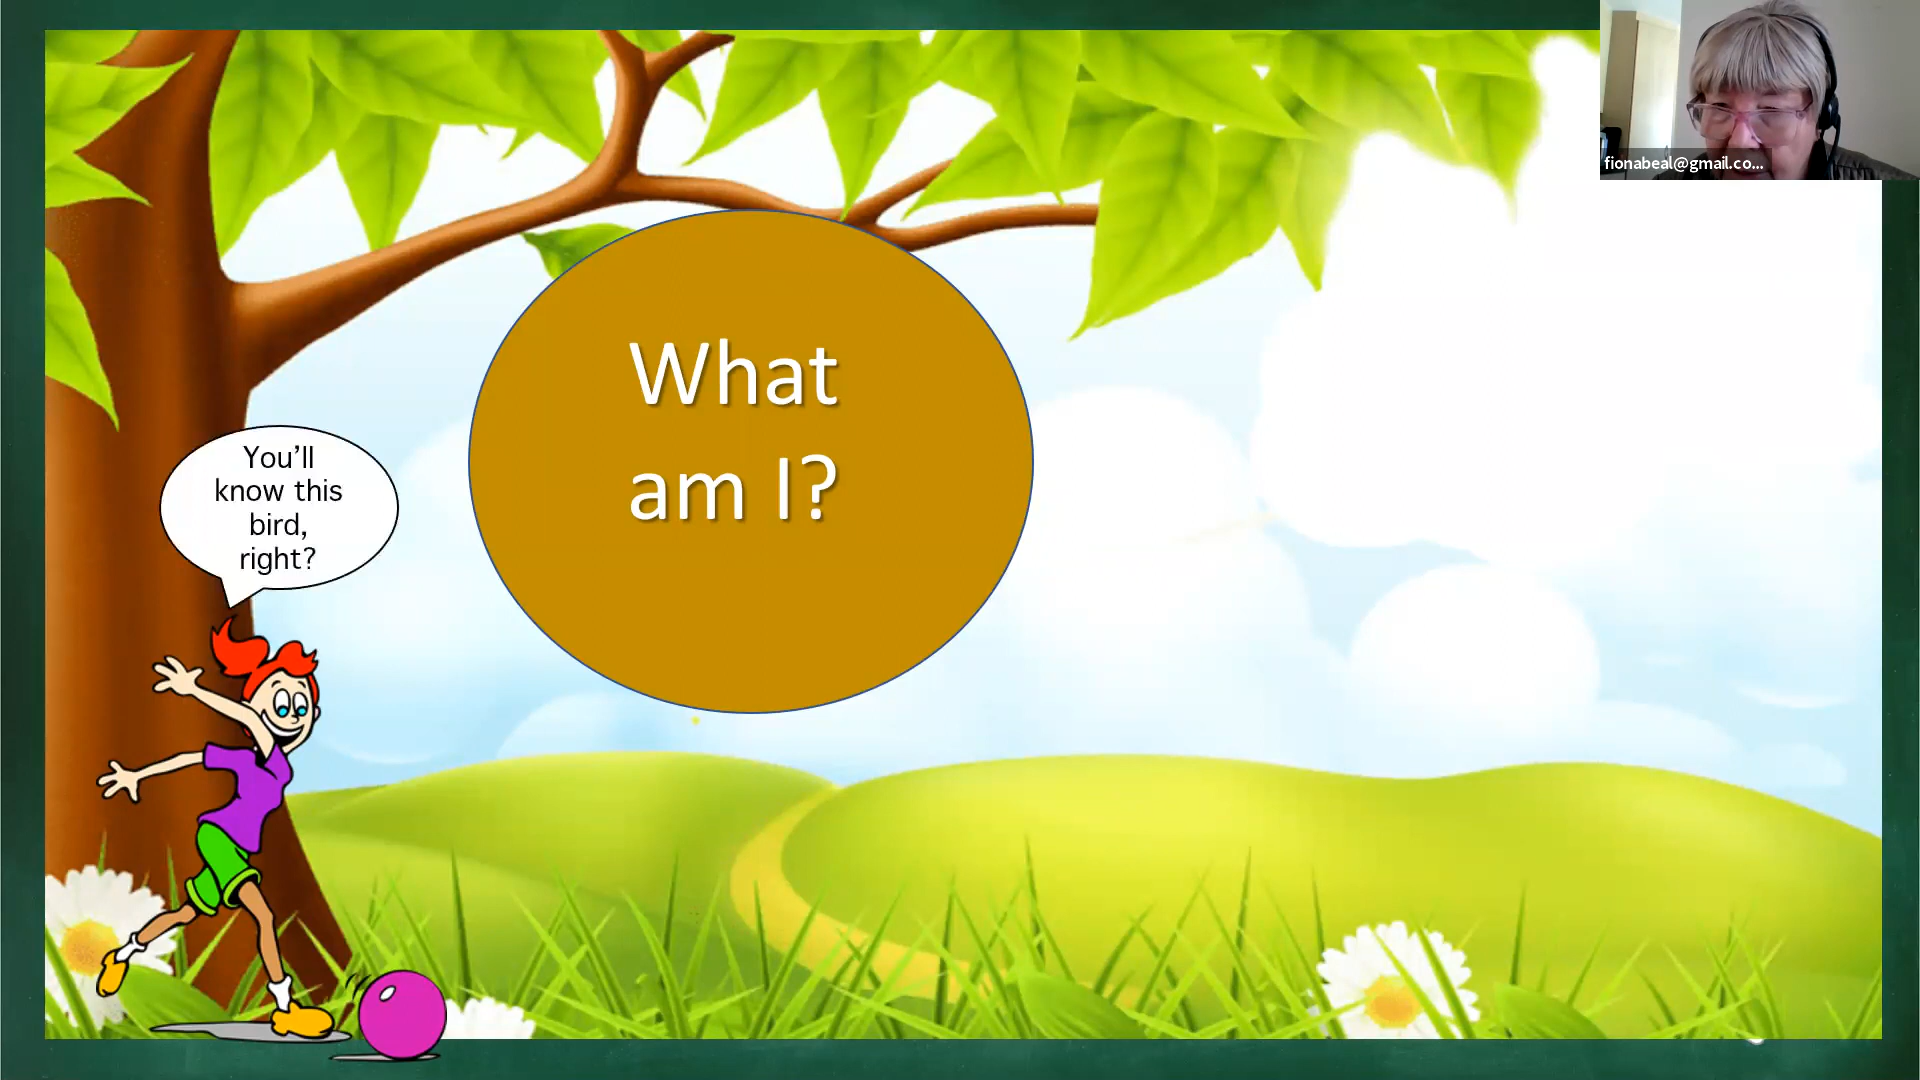 fionabeal@gmail.co...
What
am I?
You'll
know this
bird,
right?